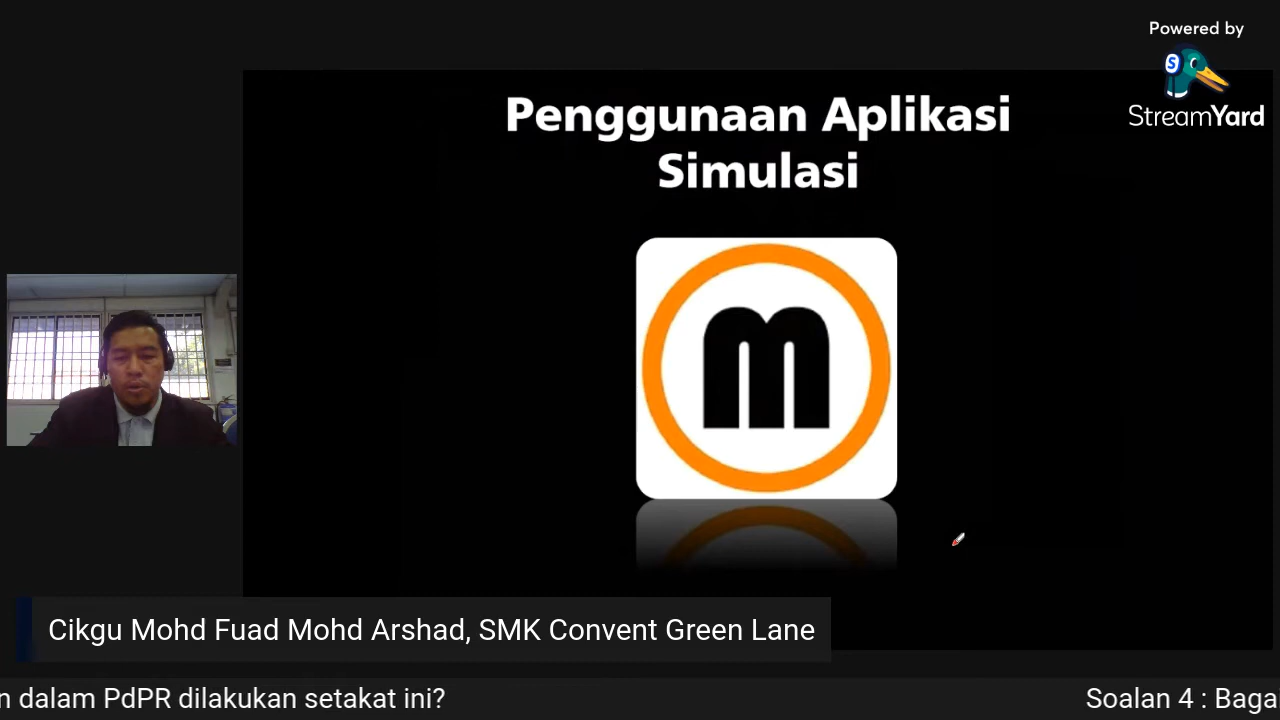 Powered by
StreamYard
Penggunaan Aplikasi
Simulasi
m
Cikgu Mohd Fuad Mohd Arshad, SMK Convent Green Lane
n dalam PdPR dilakukan setakat ini?
Soalan 4 : Baga